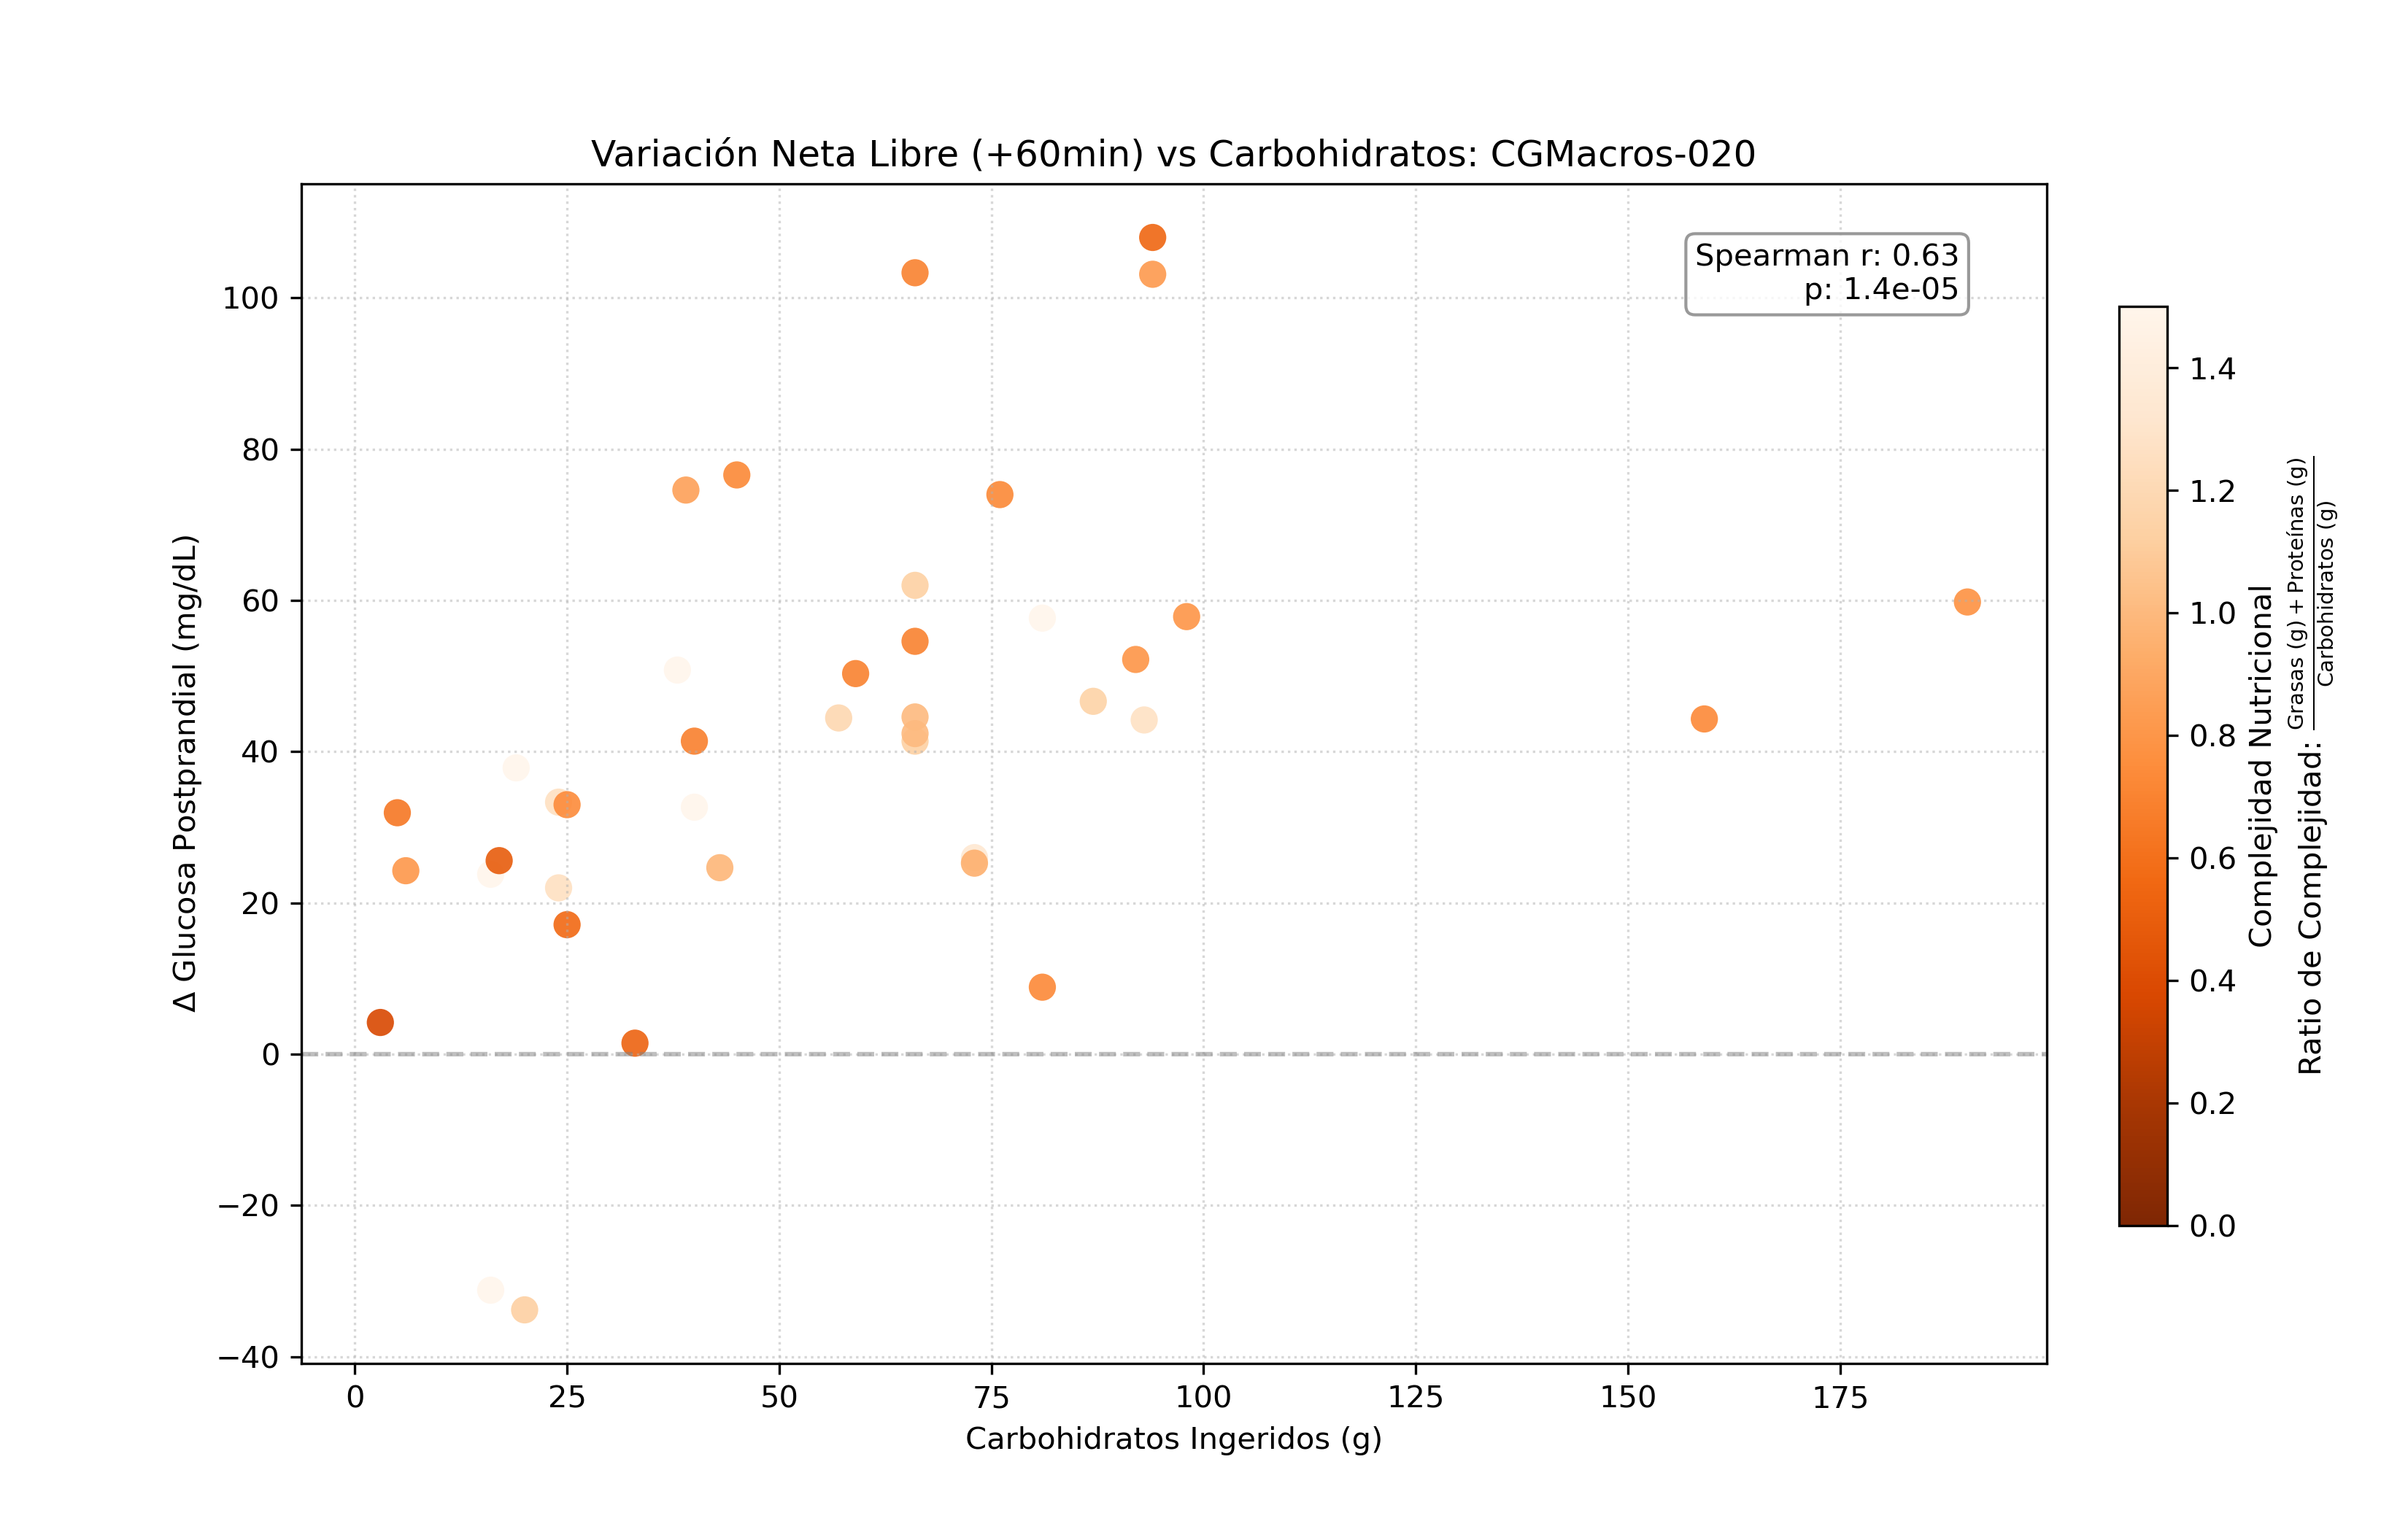 Variación Neta Libre (+60min) vs Carbohidratos: CGMacros-020
Spearman r: 0.63
p: 1.4e-05
Δ Glucosa Postprandial (mg/dL)
100
80
60
40
20
0
−20
−40
0 25 50 75 100 125 150 175
Carbohidratos Ingeridos (g)
1.4
1.2
1.0
0.8
0.6
0.4
0.2
0.0
Complejidad Nutricional
Ratio de Complejidad: Grasas (g) + Proteínas (g)
Carbohidratos (g)